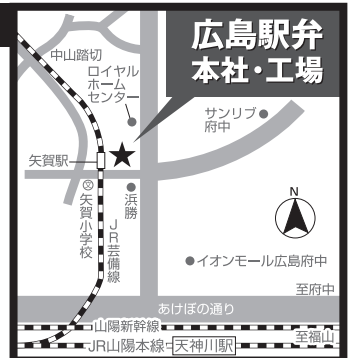 広島駅弁
本社・工場
中山踏切
ロイヤル
ホーム
センター
サンリブ
府中
矢賀駅
文
矢賀小学校
浜勝
JR芸備線
N
イオンモール広島府中
至府中
あけぼの通り
山陽新幹線
至福山
JR山陽本線
天神川駅